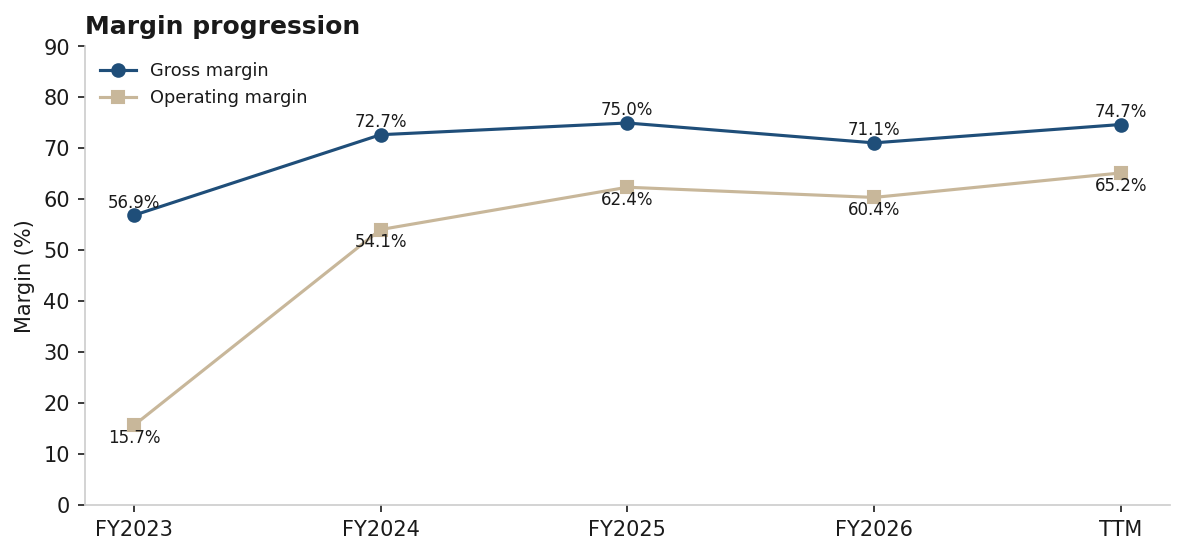 Margin progression
Gross margin
Operating margin
Margin (%)
90
80
70
60
50
40
30
20
10
0
56.9%
72.7%
75.0%
71.1%
74.7%
15.7%
54.1%
62.4%
60.4%
65.2%
FY2023
FY2024
FY2025
FY2026
TTM